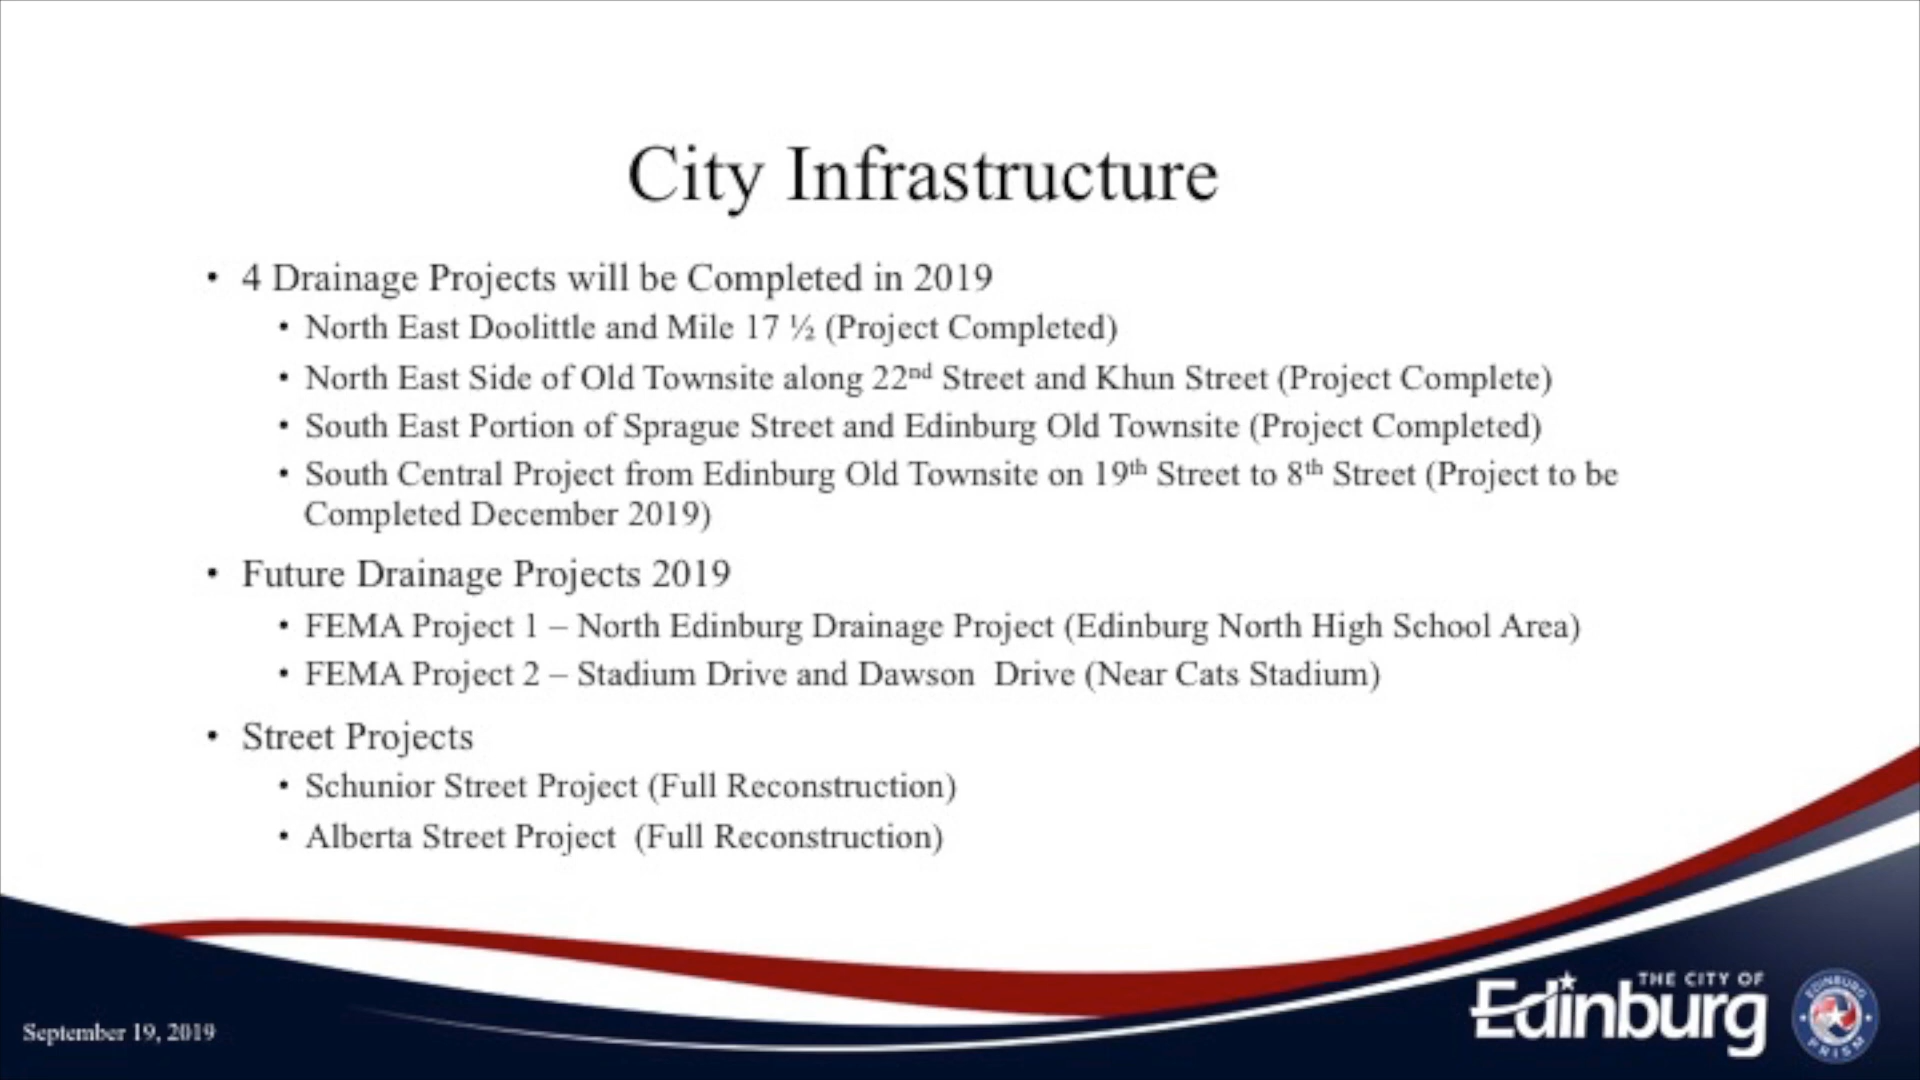 City Infrastructure
• 4 Drainage Projects will be Completed in 2019
• North East Doolittle and Mile 17 ½ (Project Completed)
• North East Side of Old Townsite along 22nd Street and Khun Street (Project Complete)
• South East Portion of Sprague Street and Edinburg Old Townsite (Project Completed)
• South Central Project from Edinburg Old Townsite on 19th Street to 8th Street (Project to be
Completed December 2019)
• Future Drainage Projects 2019
• FEMA Project 1 – North Edinburg Drainage Project (Edinburg North High School Area)
• FEMA Project 2 – Stadium Drive and Dawson  Drive (Near Cats Stadium)
• Street Projects
• Schunior Street Project (Full Reconstruction)
• Alberta Street Project  (Full Reconstruction)
THE CITY OF
Edinburg
EDINBURG
PRISM
September 19, 2019